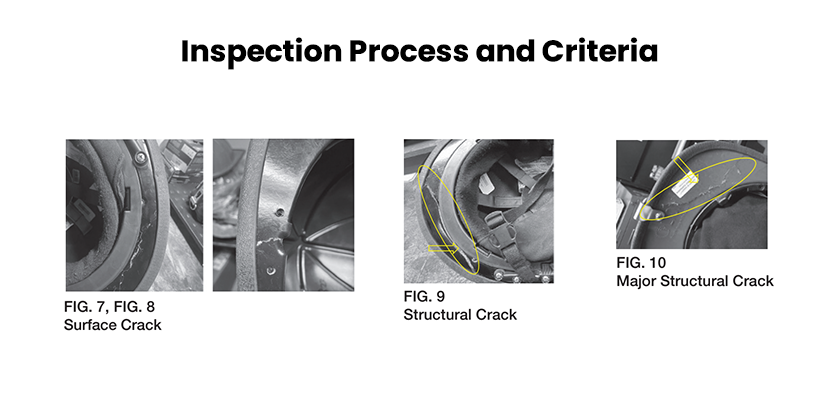 Inspection Process and Criteria
FIG. 7, FIG. 8
Surface Crack
FIG. 9
Structural Crack
FIG. 10
Major Structural Crack